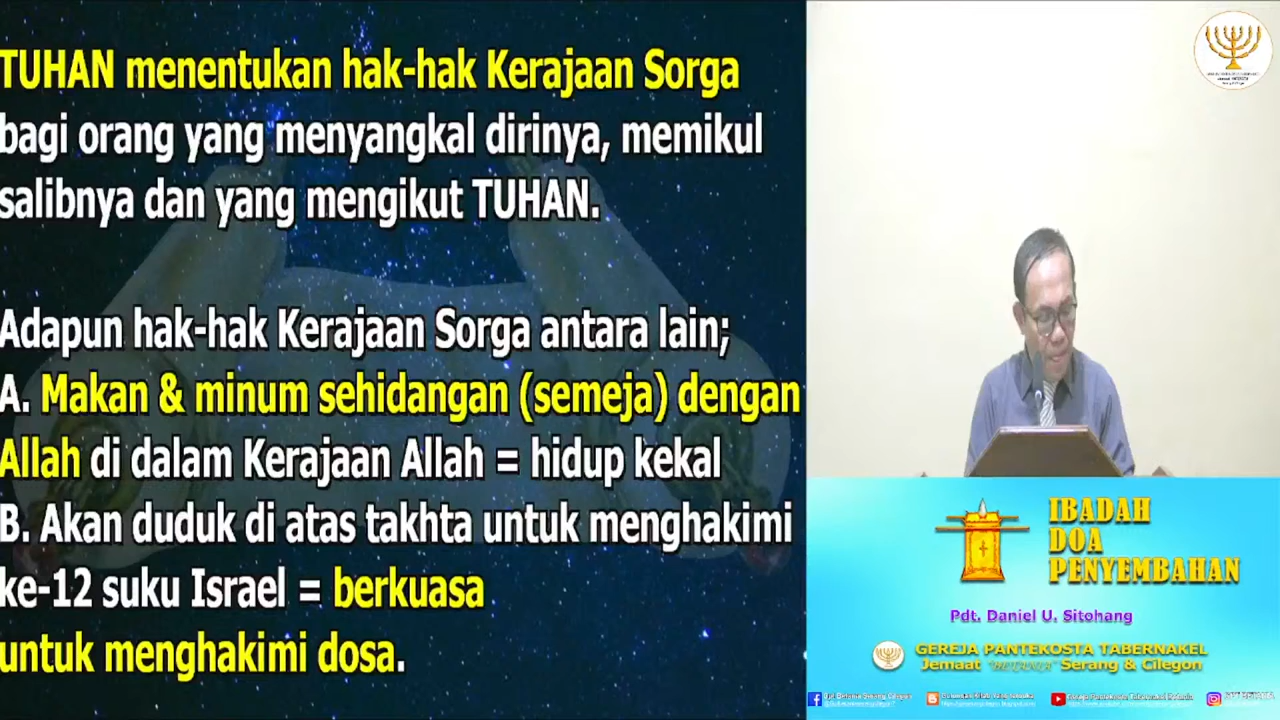 TUHAN menentukan hak-hak Kerajaan Sorga
bagi orang yang menyangkal dirinya, memikul
salibnya dan yang mengikut TUHAN.
Adapun hak-hak Kerajaan Sorga antara lain;
A. Makan & minum sehidangan (semeja) dengan
Allah di dalam Kerajaan Allah = hidup kekal
B. Akan duduk di atas takhta untuk menghakimi
ke-12 suku Israel = berkuasa
untuk menghakimi dosa.
IBADAH
DOA
PENYEMBAHAN
Pdt. Daniel U. Sitohang
GEREJA PANTEKOSTA TABERNAKEL
Jemaat "BETANIA" Serang & Cilegon